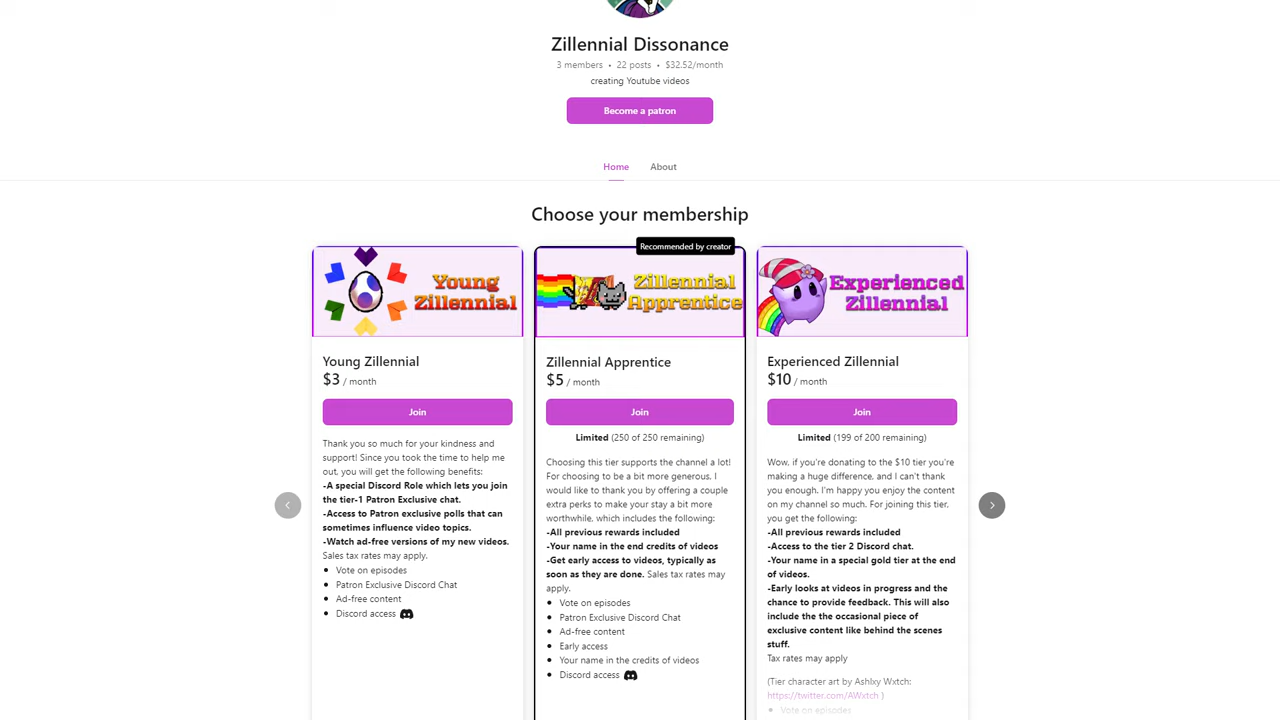 Zillennial Dissonance
3 members • 22 posts • $32.52/month
creating Youtube videos
Become a patron
Home
About
Choose your membership
Young
Zillennial
Young Zillennial
$3 / month
Join
Thank you so much for your kindness and
support! Since you took the time to help me
out, you will get the following benefits:
-A special Discord Role which lets you join
the tier-1 Patron Exclusive chat.
-Access to Patron exclusive polls that can
sometimes influence video topics.
-Watch ad-free versions of my new videos.
Sales tax rates may apply.
• Vote on episodes
• Patron Exclusive Discord Chat
• Ad-free content
• Discord access
Recommended by creator
Zillennial
Apprentice
Zillennial Apprentice
$5 / month
Join
Limited (250 of 250 remaining)
Choosing this tier supports the channel a lot!
For choosing to be a bit more generous, I
would like to thank you by offering a couple
extra perks to make your stay a bit more
worthwhile, which includes the following:
-All previous rewards included
-Your name in the end credits of videos
-Get early access to videos, typically as
soon as they are done. Sales tax rates may
apply.
• Vote on episodes
• Patron Exclusive Discord Chat
• Ad-free content
• Early access
• Your name in the credits of videos
• Discord access
Experienced
Zillennial
Experienced Zillennial
$10 / month
Join
Limited (199 of 200 remaining)
Wow, if you're donating to the $10 tier you're
making a huge difference, and I can't thank
you enough. I'm happy you enjoy the content
on my channel so much. For joining this tier,
you get the following:
-All previous rewards included
-Access to the tier 2 Discord chat.
-Your name in a special gold tier at the end
of videos.
-Early looks at videos in progress and the
chance to provide feedback. This will also
include the the occasional piece of
exclusive content like behind the scenes
stuff.
Tax rates may apply
(Tier character art by Ashlxy Wxtch:
https://twitter.com/AWxtch )
• Vote on episodes